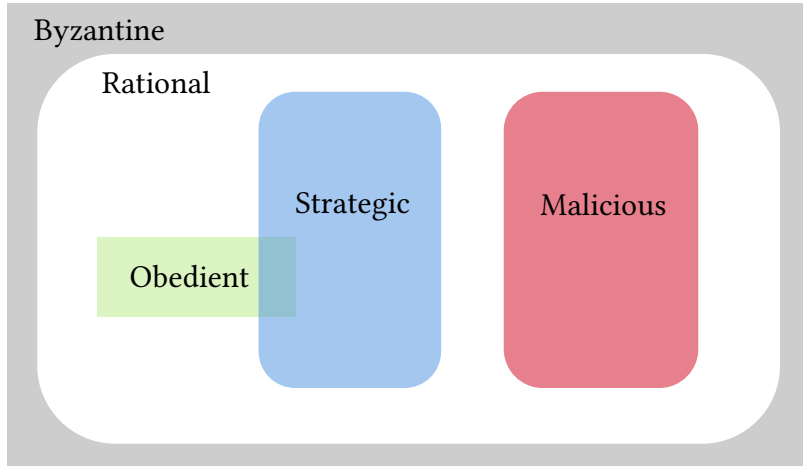 Byzantine
Rational
Strategic
Malicious
Obedient